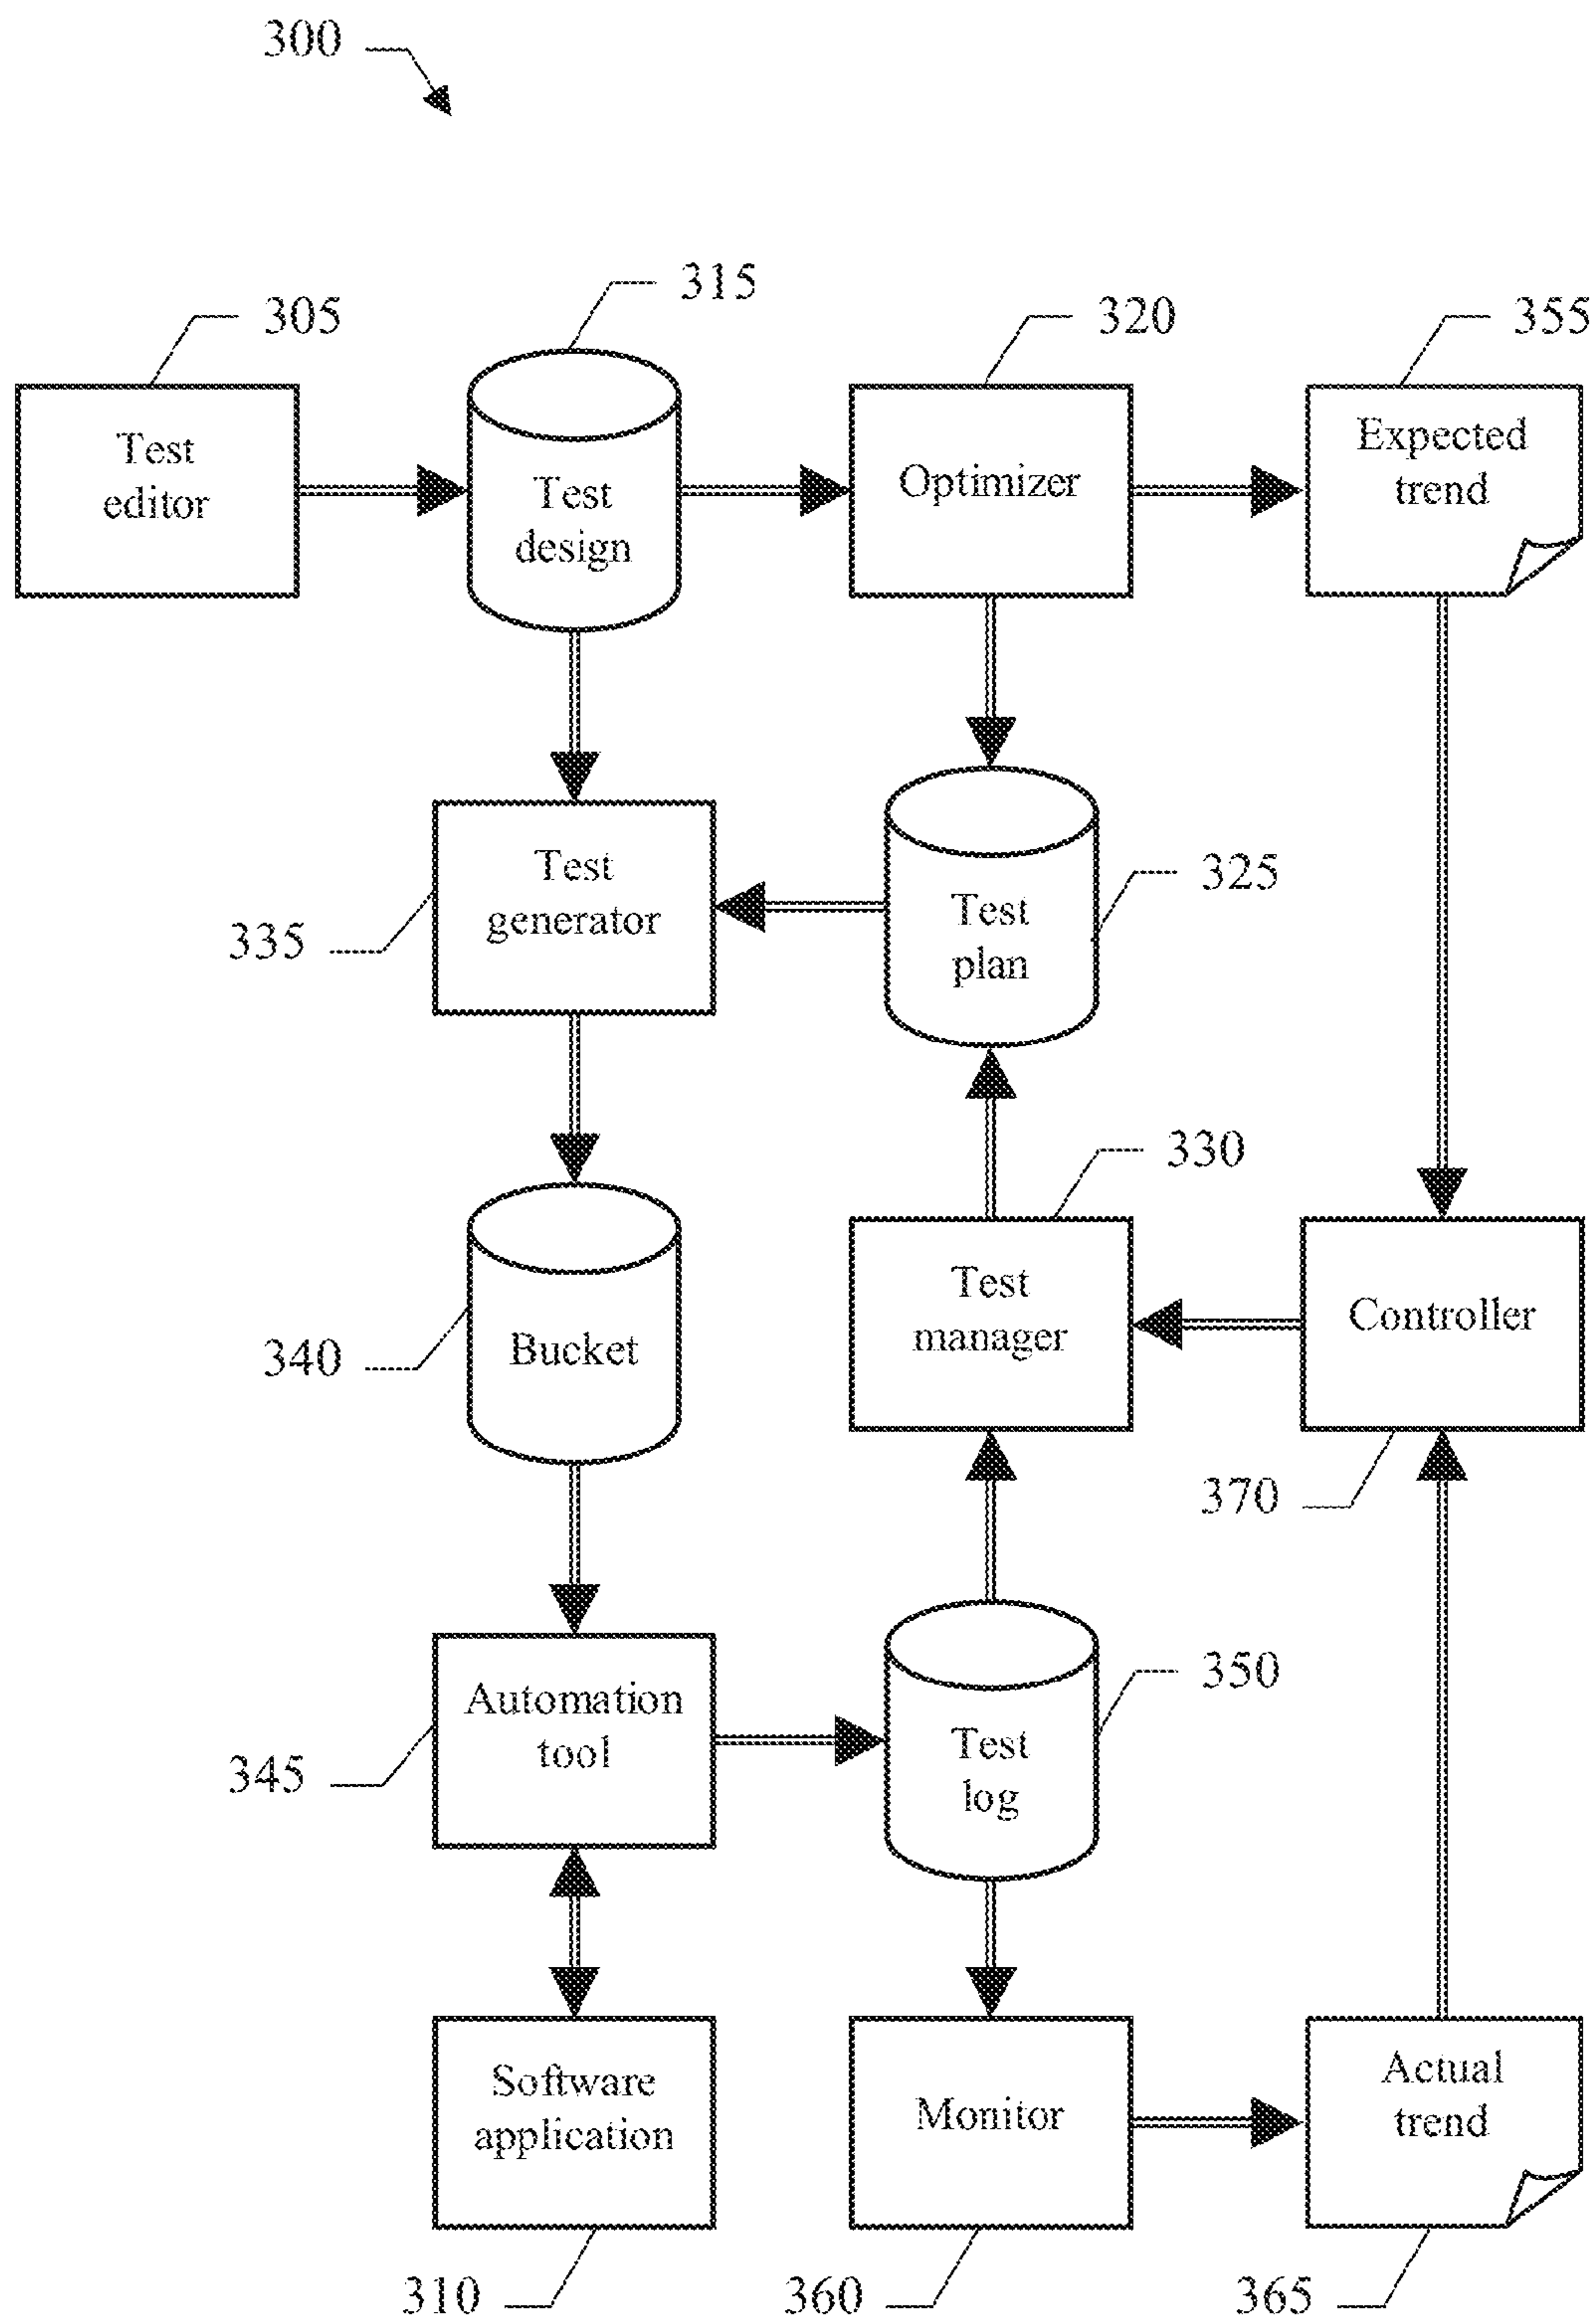 300
315
305
320
355
Test
editor
Test
design
Optimizer
Expected
trend
Test
generator
335
Test
plan
325
330
340
Bucket
Test
manager
Controller
370
Automation
tool
345
Test
log
350
Software
application
Monitor
Actual
trend
310
360
365